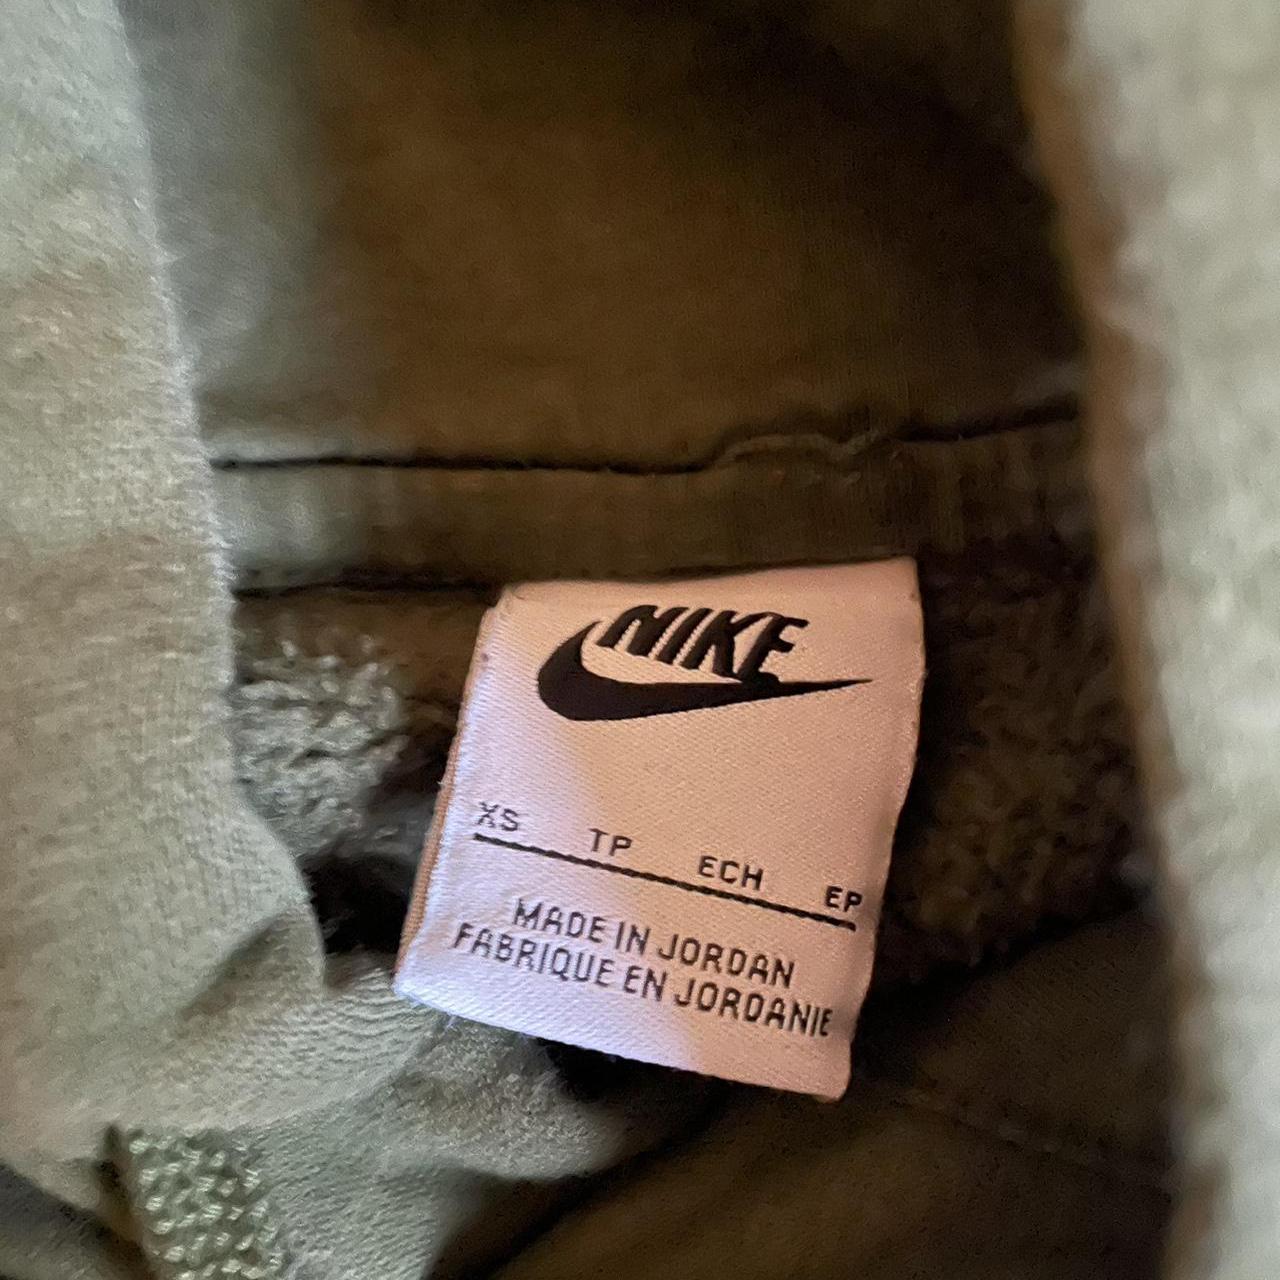 NIKE
XS TP ECH EP
MADE IN JORDAN
FABRIQUE EN JORDANIE